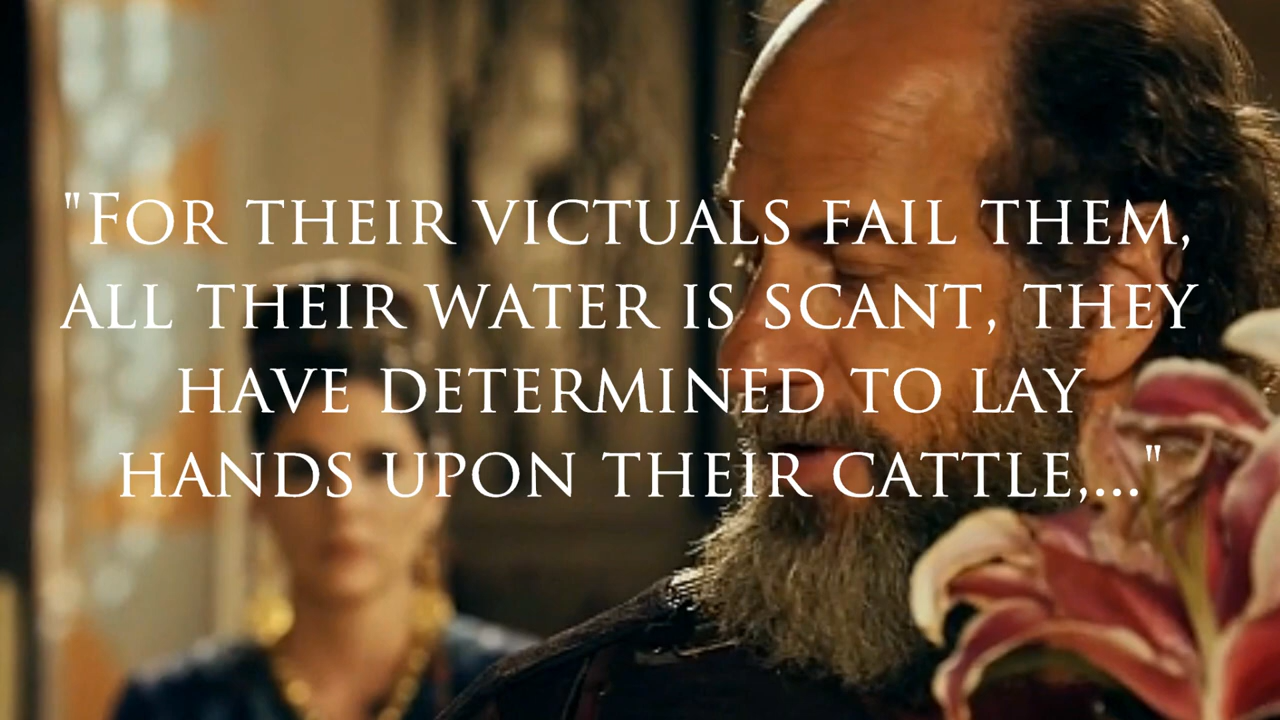 "For their victuals fail them,
all their water is scant, they
have determined to lay
hands upon their cattle,..."